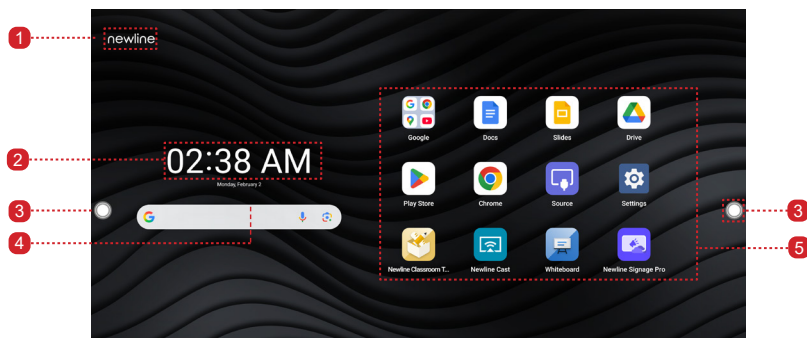 1
newline
2
02:38 AM
Monday, February 2
3
4
Google Docs Slides Drive
Play Store Chrome Source Settings
3
5
Newline Classroom T... Newline Cast Whiteboard Newline Signage Pro